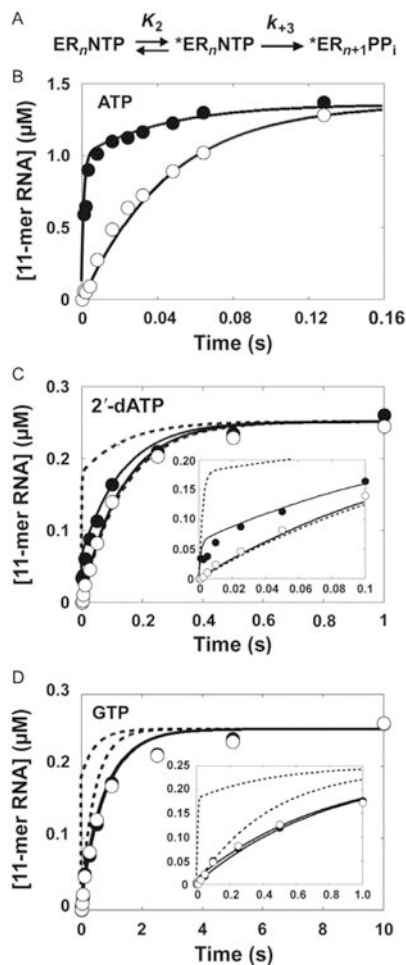 A
K₂ k₊₃
ERₙNTP *ERₙNTP *ERₙ₊₁PPᵢ
B
ATP
[11-mer RNA] (µM)
1.5
1.0
0.5
0
0 0.04 0.08 0.12 0.16
Time (s)
C
2′-dATP
[11-mer RNA] (µM)
0.3
0.2
0.1
0
0.20
0.15
0.10
0.05
0
0 0.02 0.04 0.06 0.08 0.1
0 0.2 0.4 0.6 0.8 1
Time (s)
D
GTP
[11-mer RNA] (µM)
0.3
0.2
0.1
0
0.25
0.20
0.15
0.10
0.05
0
0 0.2 0.4 0.6 0.8 1.0
0 2 4 6 8 10
Time (s)